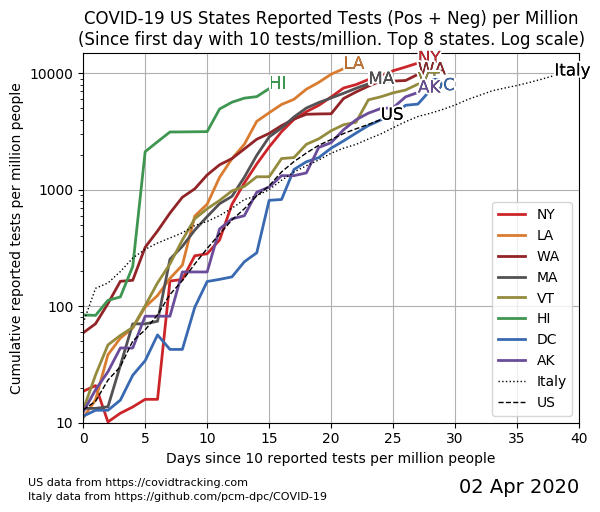 COVID-19 US States Reported Tests (Pos + Neg) per Million
(Since first day with 10 tests/million. Top 8 states. Log scale)
Cumulative reported tests per million people
10000
1000
100
10
HI
LA
MA
NY
WA
VT
DC
AK
US
Italy
NY
LA
WA
MA
VT
HI
DC
AK
Italy
US
0 5 10 15 20 25 30 35 40
Days since 10 reported tests per million people
US data from https://covidtracking.com
Italy data from https://github.com/pcm-dpc/COVID-19
02 Apr 2020